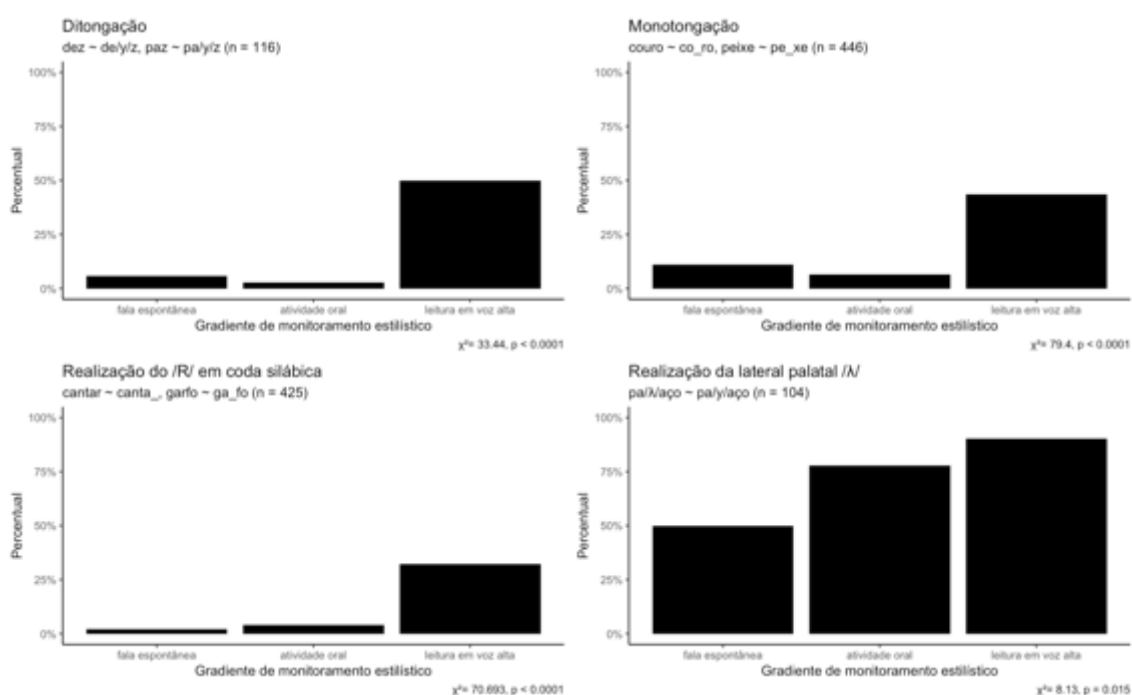 Ditongação
dez ~ de/y/z, paz ~ pa/y/z (n = 116)
100%
75%
50%
25%
0%
Percentual
fala espontânea atividade oral leitura em voz alta
Gradiente de monitoramento estilístico
χ²= 33.44, p < 0.0001
Monotongação
couro ~ co_ro, peixe ~ pe_xe (n = 446)
100%
75%
50%
25%
0%
Percentual
fala espontânea atividade oral leitura em voz alta
Gradiente de monitoramento estilístico
χ²= 79.4, p < 0.0001
Realização do /R/ em coda silábica
cantar ~ canta_, garfo ~ ga_fo (n = 425)
100%
75%
50%
25%
0%
Percentual
fala espontânea atividade oral leitura em voz alta
Gradiente de monitoramento estilístico
χ²= 70.693, p < 0.0001
Realização da lateral palatal /λ/
pa/λ/aço ~ pa/y/aço (n = 104)
100%
75%
50%
25%
0%
Percentual
fala espontânea atividade oral leitura em voz alta
Gradiente de monitoramento estilístico
χ²= 8.13, p = 0.015